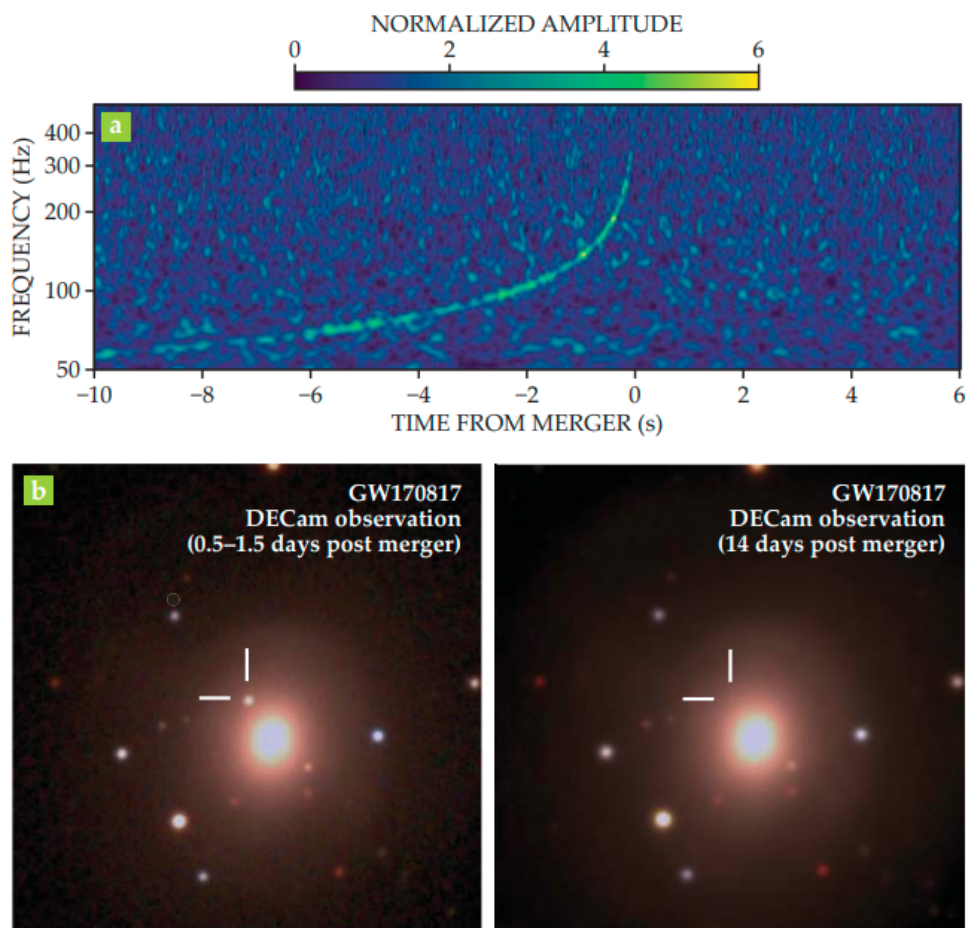 NORMALIZED AMPLITUDE
0 2 4 6
a
FREQUENCY (Hz)
400
300
200
100
50
−10 −8 −6 −4 −2 0 2 4 6
TIME FROM MERGER (s)
b
GW170817
DECam observation
(0.5–1.5 days post merger)
GW170817
DECam observation
(14 days post merger)